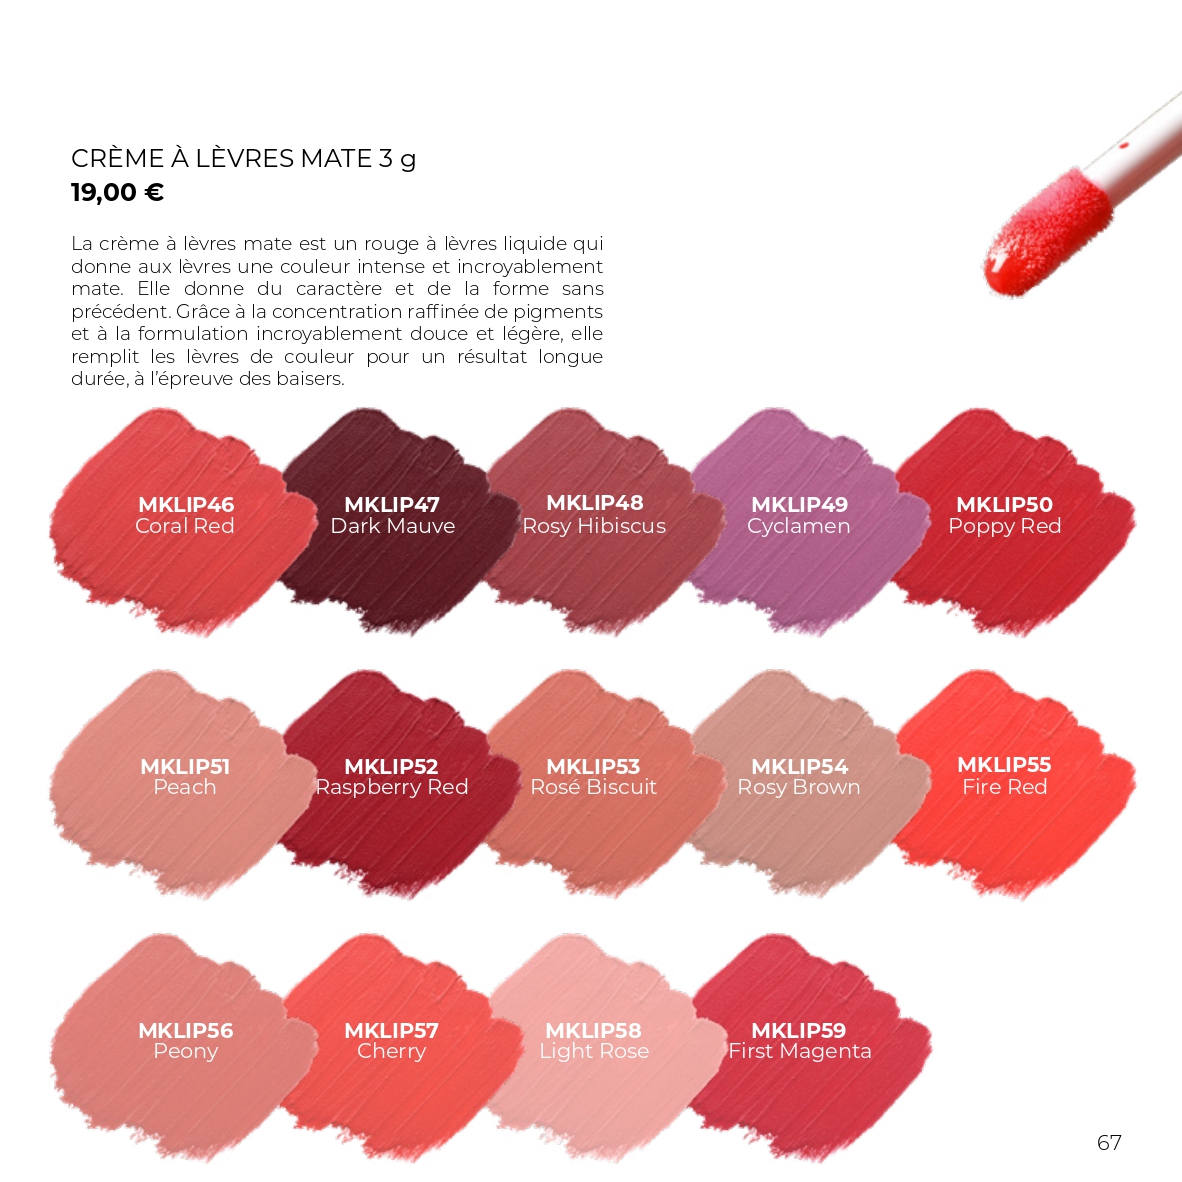 CRÈME À LÈVRES MATE 3 g
19,00 €
La crème à lèvres mate est un rouge à lèvres liquide qui
donne aux lèvres une couleur intense et incroyablement
mate. Elle donne du caractère et de la forme sans
précédent. Grâce à la concentration raffinée de pigments
et à la formulation incroyablement douce et légère, elle
remplit les lèvres de couleur pour un résultat longue
durée, à l’épreuve des baisers.
MKLIP46
Coral Red
MKLIP47
Dark Mauve
MKLIP48
Rosy Hibiscus
MKLIP49
Cyclamen
MKLIP50
Poppy Red
MKLIP51
Peach
MKLIP52
Raspberry Red
MKLIP53
Rosé Biscuit
MKLIP54
Rosy Brown
MKLIP55
Fire Red
MKLIP56
Peony
MKLIP57
Cherry
MKLIP58
Light Rose
MKLIP59
First Magenta
67